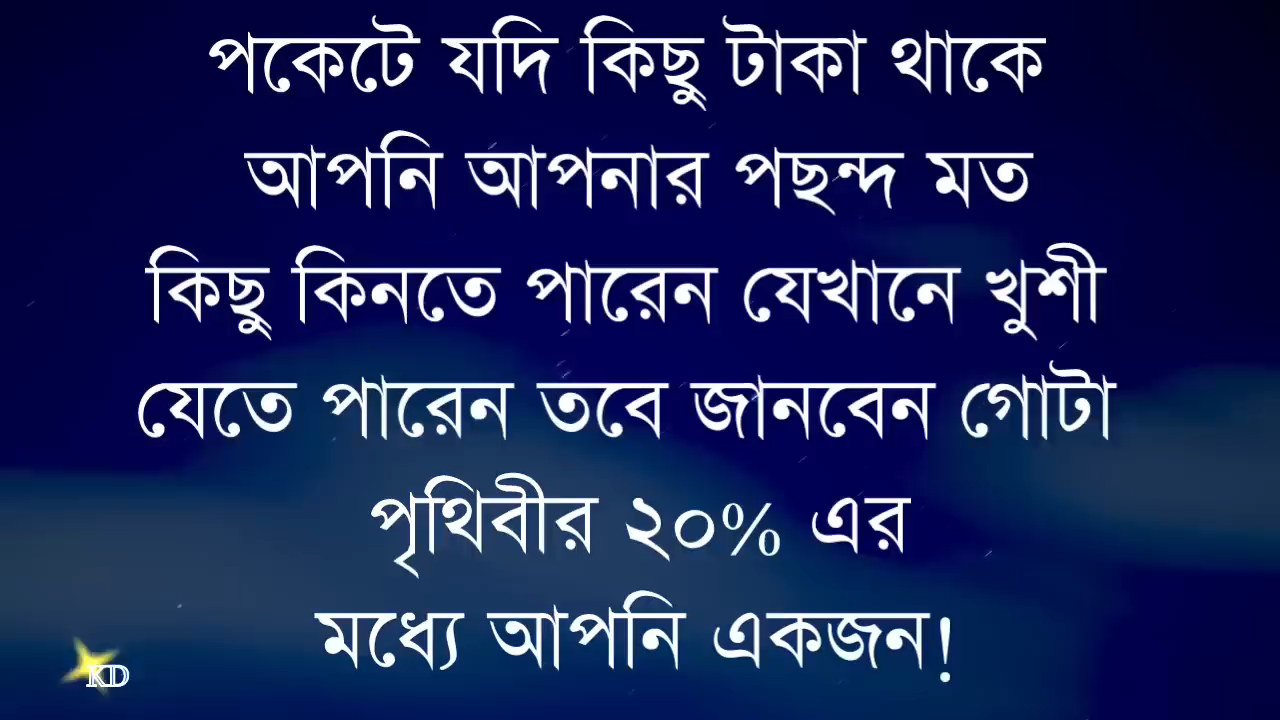 পকেটে যদি কিছু টাকা থাকে
আপনি আপনার পছন্দ মত
কিছু কিনতে পারেন যেখানে খুশী
যেতে পারেন তবে জানবেন গোটা
পৃথিবীর ২০% এর
মধ্যে আপনি একজন!
KD